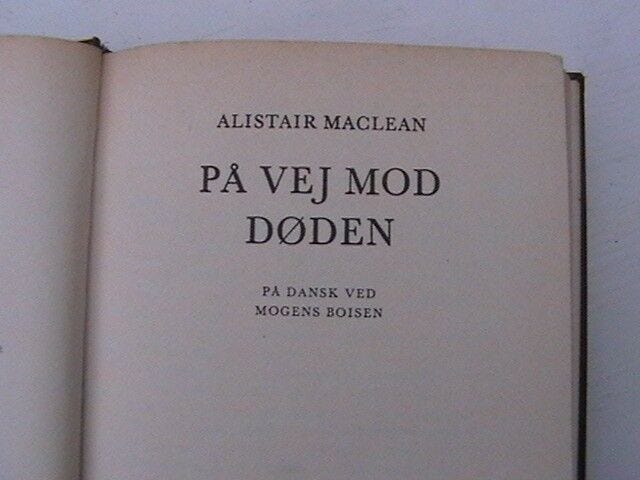 ALISTAIR MACLEAN
PÅ VEJ MOD
DØDEN
PÅ DANSK VED
MOGENS BOISEN